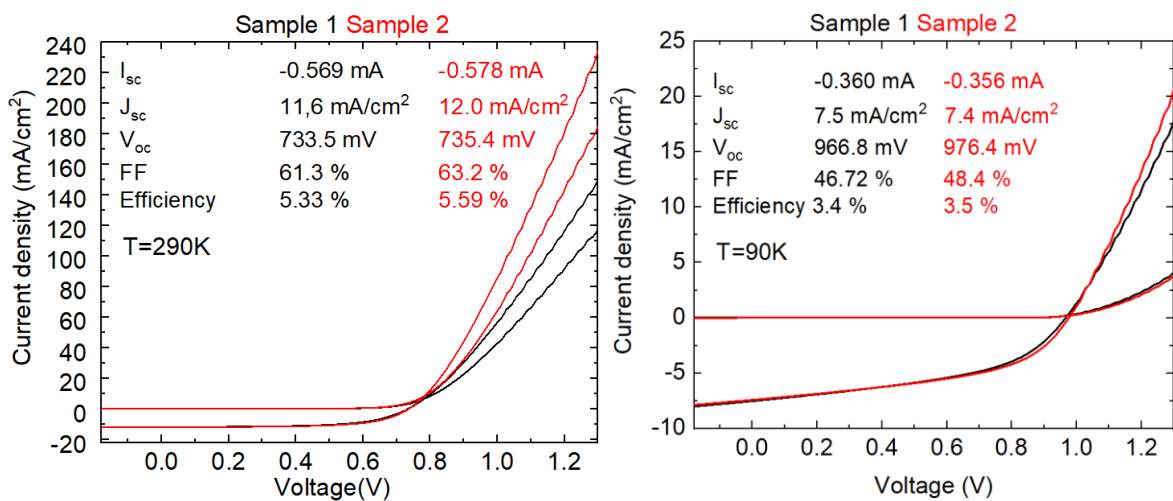 Sample 1 Sample 2
Current density (mA/cm²)
240
220
200
180
160
140
120
100
80
60
40
20
0
-20
I_sc -0.569 mA -0.578 mA
J_sc 11,6 mA/cm² 12.0 mA/cm²
V_oc 733.5 mV 735.4 mV
FF 61.3 % 63.2 %
Efficiency 5.33 % 5.59 %
T=290K
0.0 0.2 0.4 0.6 0.8 1.0 1.2
Voltage(V)
Sample 1 Sample 2
Current density (mA/cm²)
25
20
15
10
5
0
-5
-10
I_sc -0.360 mA -0.356 mA
J_sc 7.5 mA/cm² 7.4 mA/cm²
V_oc 966.8 mV 976.4 mV
FF 46.72 % 48.4 %
Efficiency 3.4 % 3.5 %
T=90K
0.0 0.2 0.4 0.6 0.8 1.0 1.2
Voltage (V)